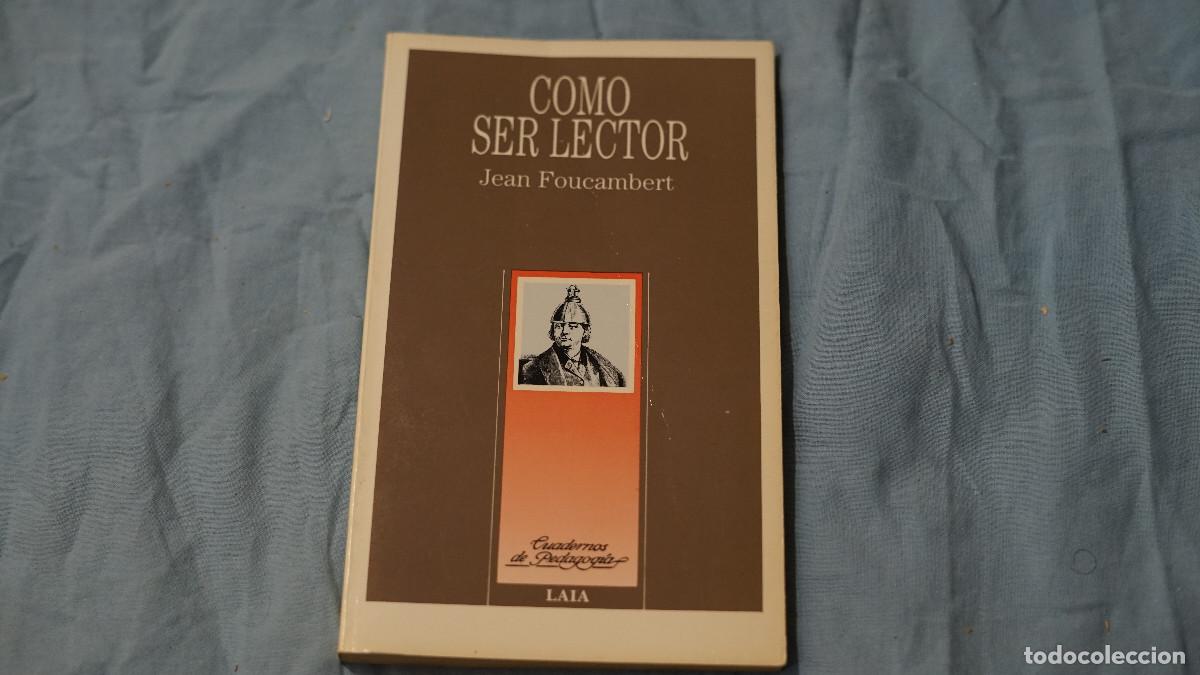 COMO
SER LECTOR
Jean Foucambert
Cuadernos
de Pedagogía
LAIA
todocoleccion